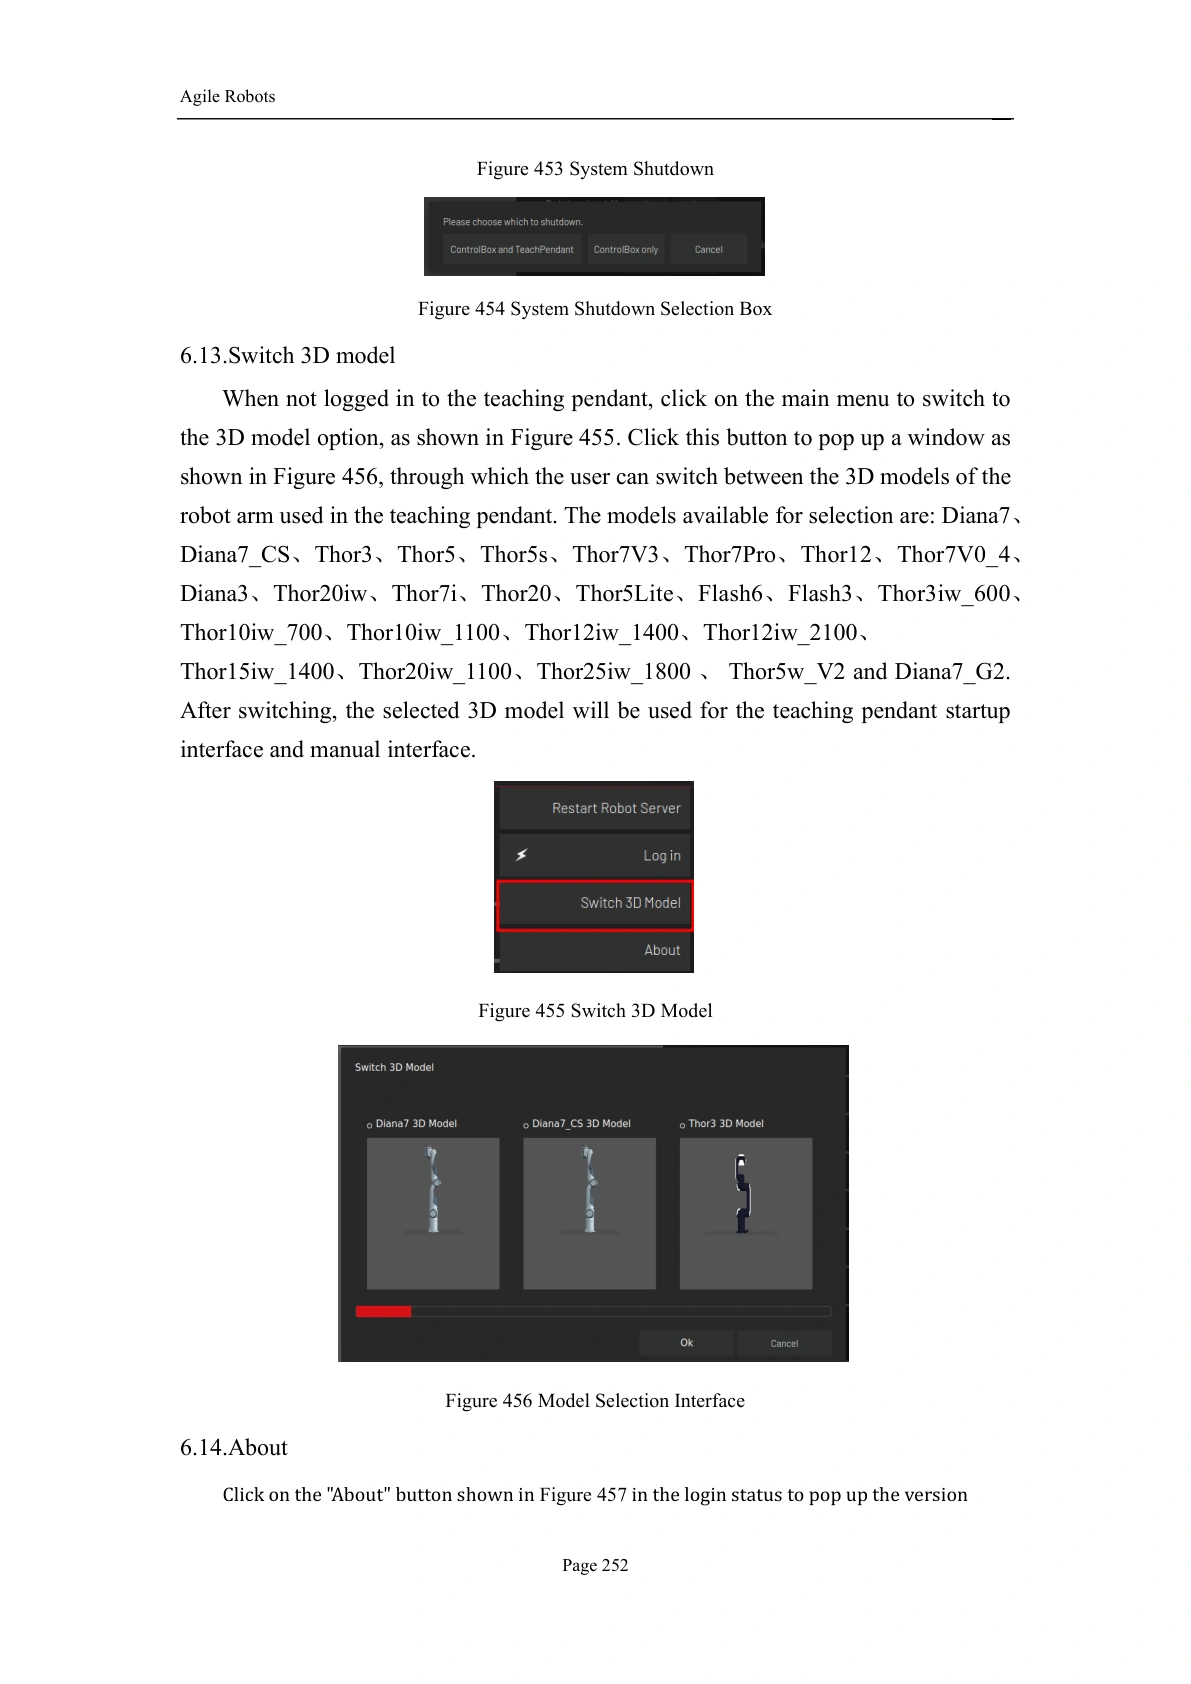 Agile Robots
Figure 453 System Shutdown
Please choose which to shutdown.
ControlBox and TeachPendant ControlBox only Cancel
Figure 454 System Shutdown Selection Box
6.13.Switch 3D model
When not logged in to the teaching pendant, click on the main menu to switch to
the 3D model option, as shown in Figure 455. Click this button to pop up a window as
shown in Figure 456, through which the user can switch between the 3D models of the
robot arm used in the teaching pendant. The models available for selection are: Diana7、
Diana7_CS、Thor3、Thor5、Thor5s、Thor7V3、Thor7Pro、Thor12、Thor7V0_4、
Diana3、Thor20iw、Thor7i、Thor20、Thor5Lite、Flash6、Flash3、Thor3iw_600、
Thor10iw_700、Thor10iw_1100、Thor12iw_1400、Thor12iw_2100、
Thor15iw_1400、Thor20iw_1100、Thor25iw_1800 、 Thor5w_V2 and Diana7_G2.
After switching, the selected 3D model will be used for the teaching pendant startup
interface and manual interface.
Restart Robot Server
Log in
Switch 3D Model
About
Figure 455 Switch 3D Model
Switch 3D Model
Diana7 3D Model Diana7_CS 3D Model Thor3 3D Model
Ok Cancel
Figure 456 Model Selection Interface
6.14.About
Click on the "About" button shown in Figure 457 in the login status to pop up the version
Page 252